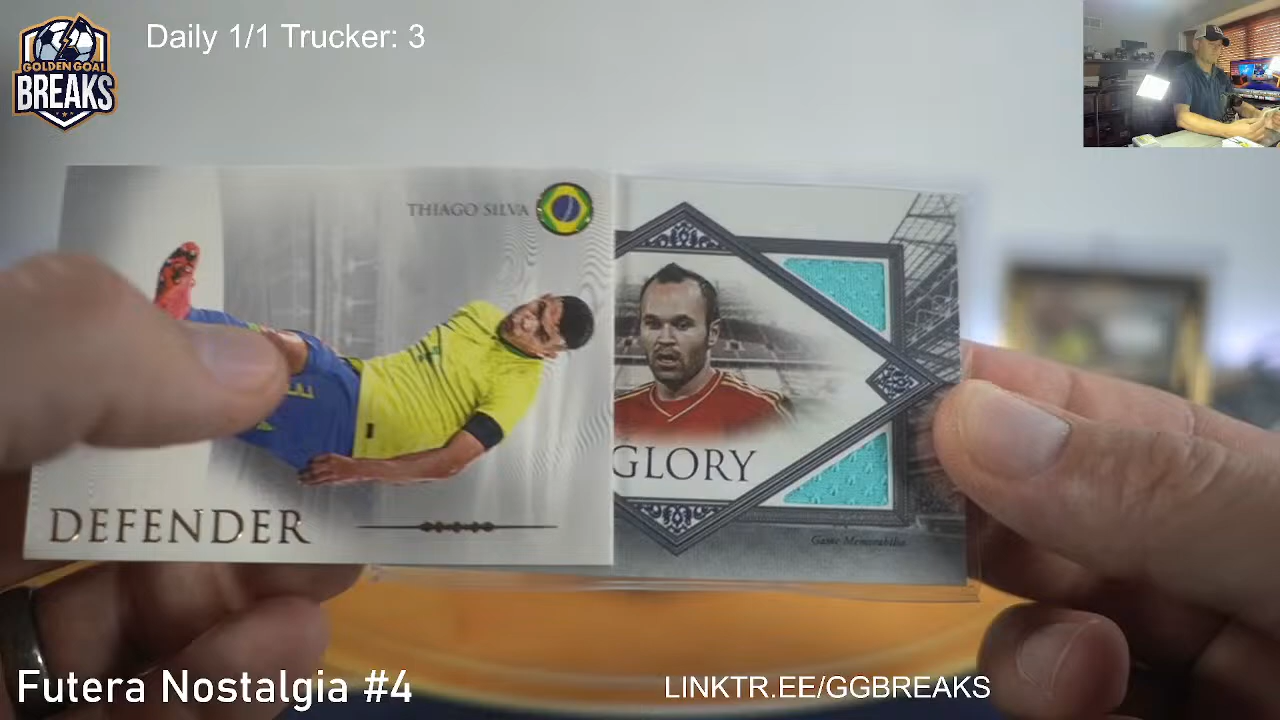 GOLDEN GOAL
BREAKS
Daily 1/1 Trucker: 3
THIAGO SILVA
GLORY
DEFENDER
Game Memorabilia
Futera Nostalgia #4
LINKTR.EE/GGBREAKS